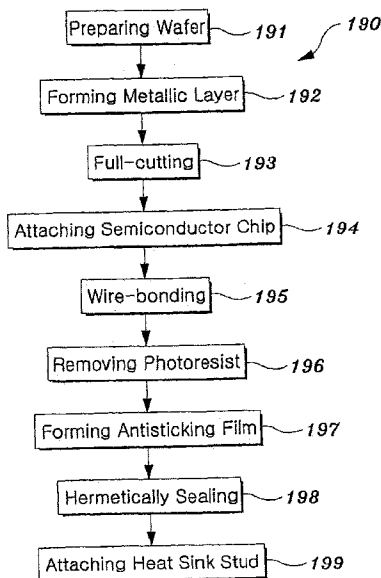 Preparing Wafer 191
190
Forming Metallic Layer 192
Full-cutting 193
Attaching Semiconductor Chip 194
Wire-bonding 195
Removing Photoresist 196
Forming Antisticking Film 197
Hermetically Sealing 198
Attaching Heat Sink Stud 199